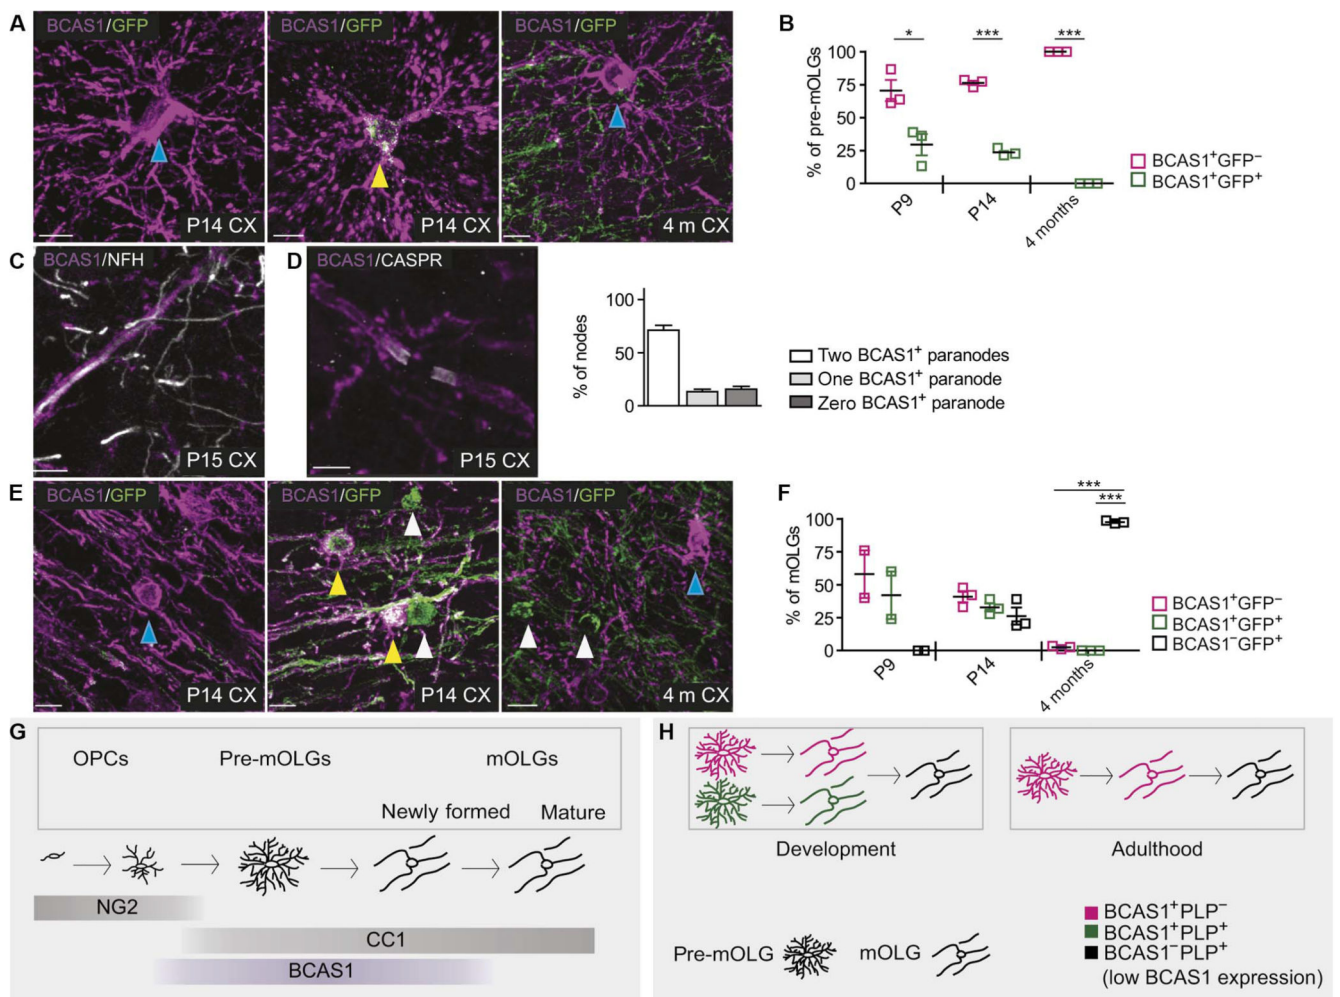 A
BCAS1/GFP
P14 CX
BCAS1/GFP
P14 CX
BCAS1/GFP
4 m CX
B
% of pre-mOLGs
100
75
50
25
0
*
***
***
P9
P14
4 months
BCAS1⁺GFP⁻
BCAS1⁺GFP⁺
C
BCAS1/NFH
P15 CX
D
BCAS1/CASPR
P15 CX
% of nodes
100
50
0
Two BCAS1⁺ paranodes
One BCAS1⁺ paranode
Zero BCAS1⁺ paranode
E
BCAS1/GFP
P14 CX
BCAS1/GFP
P14 CX
BCAS1/GFP
4 m CX
F
% of mOLGs
100
75
50
25
0
***
***
P9
P14
4 months
BCAS1⁺GFP⁻
BCAS1⁺GFP⁺
BCAS1⁻GFP⁺
G
OPCs
Pre-mOLGs
mOLGs
Newly formed
Mature
NG2
CC1
BCAS1
H
Development
Adulthood
Pre-mOLG
mOLG
BCAS1⁺PLP⁻
BCAS1⁺PLP⁺
BCAS1⁻PLP⁺
(low BCAS1 expression)